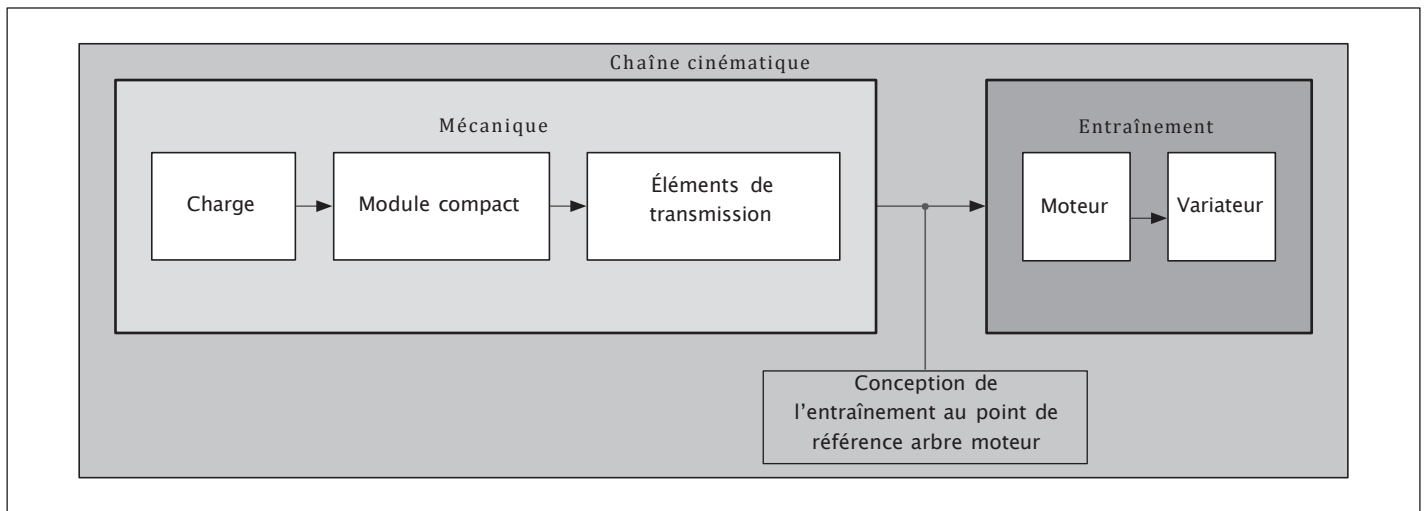 Chaîne cinématique
Mécanique
Charge
Module compact
Éléments de
transmission
Entraînement
Moteur
Variateur
Conception de
l’entraînement au point de
référence arbre moteur